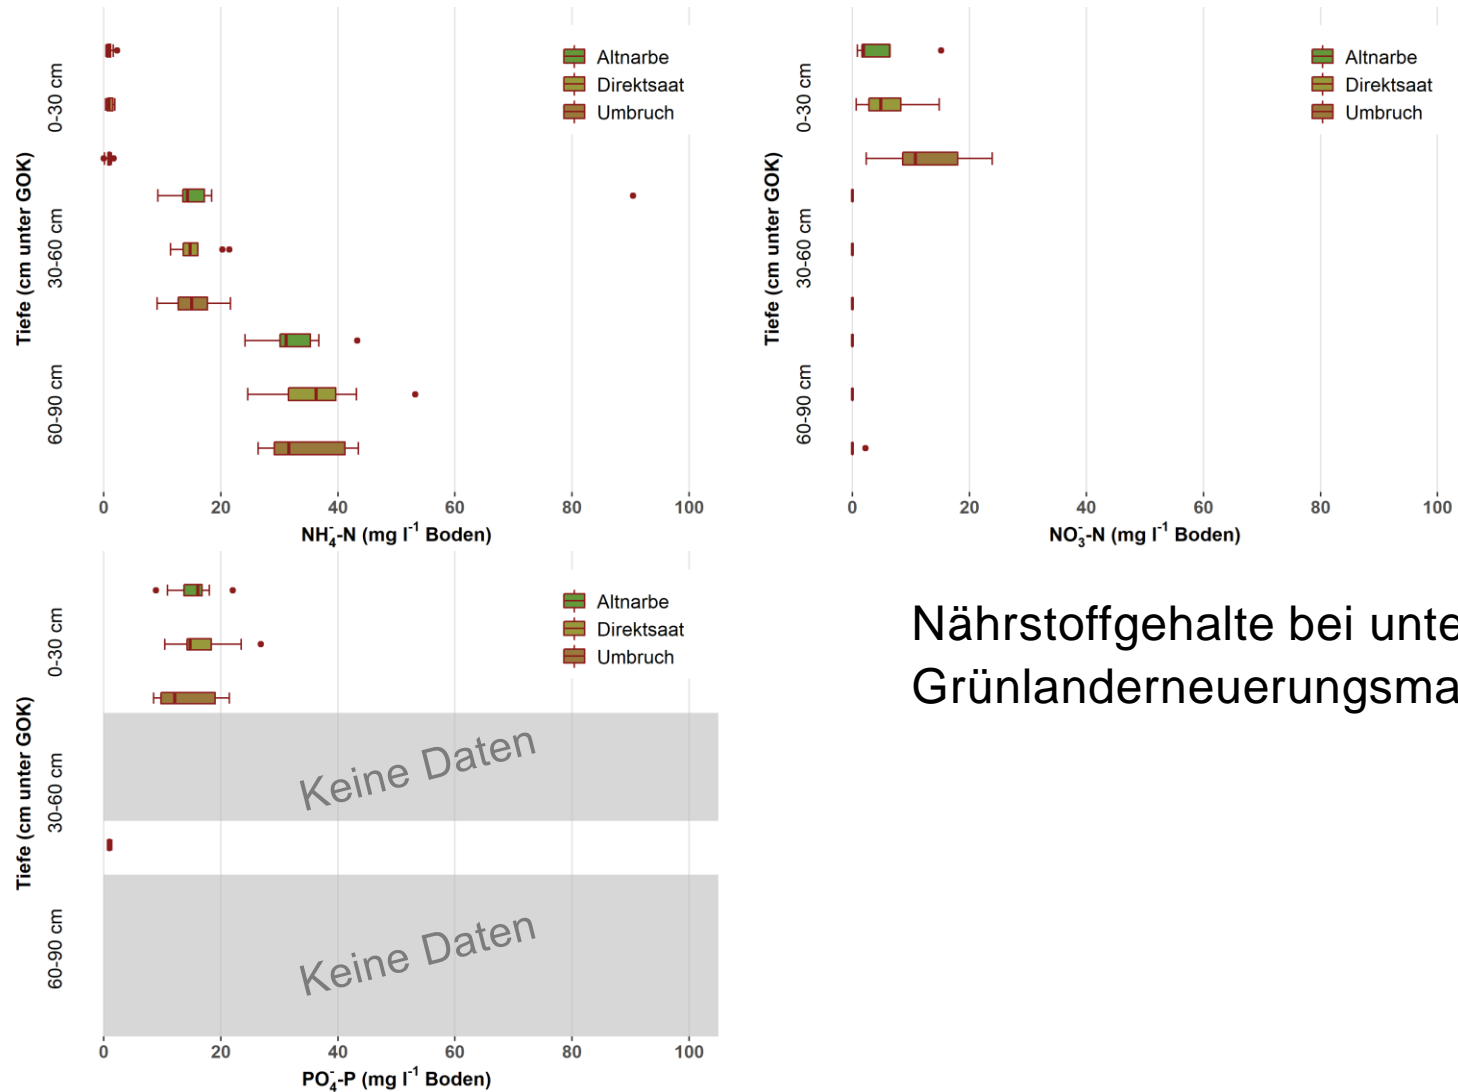 Altnarbe
Direktsaat
Umbruch
Tiefe (cm unter GOK)
0-30 cm
30-60 cm
60-90 cm
0 20 40 60 80 100
NH₄⁻-N (mg l⁻¹ Boden)
Altnarbe
Direktsaat
Umbruch
Tiefe (cm unter GOK)
0-30 cm
30-60 cm
60-90 cm
0 20 40 60 80 100
NO₃⁻-N (mg l⁻¹ Boden)
Altnarbe
Direktsaat
Umbruch
Tiefe (cm unter GOK)
0-30 cm
30-60 cm
60-90 cm
Keine Daten
Keine Daten
0 20 40 60 80 100
PO₄⁻-P (mg l⁻¹ Boden)
Nährstoffgehalte bei